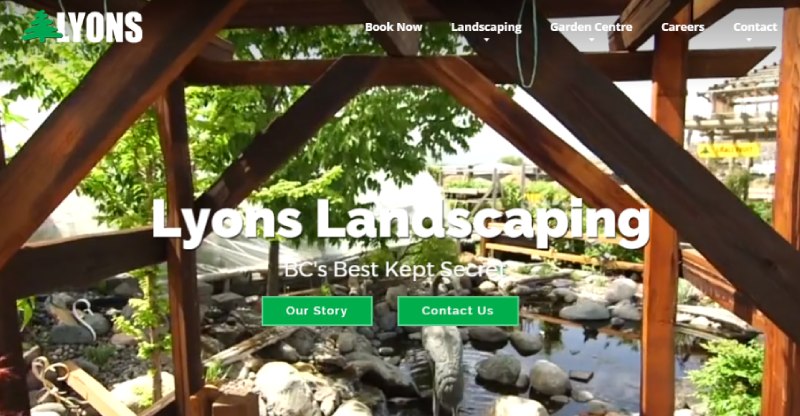 LYONS
Book Now Landscaping Garden Centre Careers Contact
Lyons Landscaping
BC's Best Kept Secret
Our Story Contact Us